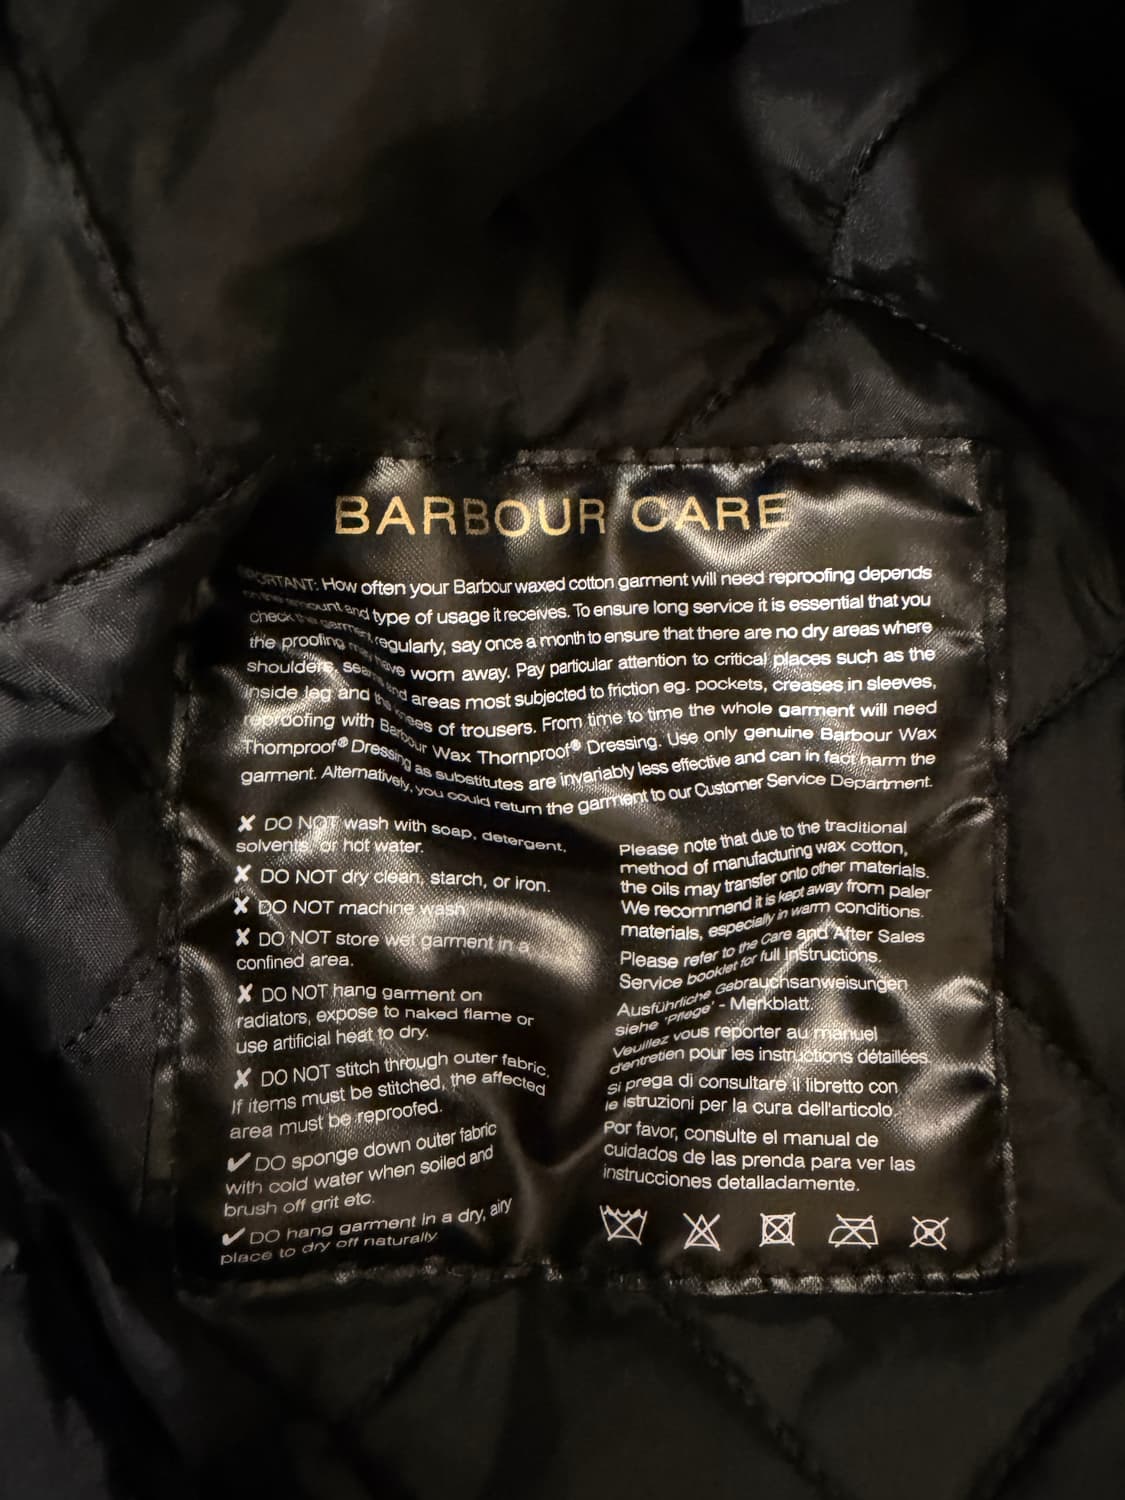 BARBOUR CARE
IMPORTANT: How often your Barbour waxed cotton garment will need reproofing depends
on the amount and type of usage it receives. To ensure long service it is essential that you
check the garment regularly, say once a month to ensure that there are no dry areas where
the proofing may have worn away. Pay particular attention to critical places such as the
shoulders, seams and areas most subjected to friction eg. pockets, creases in sleeves,
inside leg and the knees of trousers. From time to time the whole garment will need
reproofing with Barbour Wax Thornproof® Dressing. Use only genuine Barbour Wax
Thornproof® Dressing as substitutes are invariably less effective and can in fact harm the
garment. Alternatively, you could return the garment to our Customer Service Department.
✘ DO NOT wash with soap, detergent,
solvents, or hot water.
✘ DO NOT dry clean, starch, or iron.
✘ DO NOT machine wash
✘ DO NOT store wet garment in a
confined area.
✘ DO NOT hang garment on
radiators, expose to naked flame or
use artificial heat to dry.
✘ DO NOT stitch through outer fabric,
If items must be stitched, the affected
area must be reproofed.
✔ DO sponge down outer fabric
with cold water when soiled and
brush off grit etc.
✔ DO hang garment in a dry, airy
place to dry off naturally
Please note that due to the traditional
method of manufacturing wax cotton,
the oils may transfer onto other materials.
We recommend it is kept away from paler
materials, especially in warm conditions.
Please refer to the Care and After Sales
Service booklet for full instructions.
Ausführliche Gebrauchsanweisungen
siehe 'Pflege' - Merkblatt.
Veuillez vous reporter au manuel
d'entretien pour les instructions détaillées.
Si prega di consultare il libretto con
le istruzioni per la cura dell'articolo.
Por favor, consulte el manual de
cuidados de las prenda para ver las
instrucciones detalladamente.